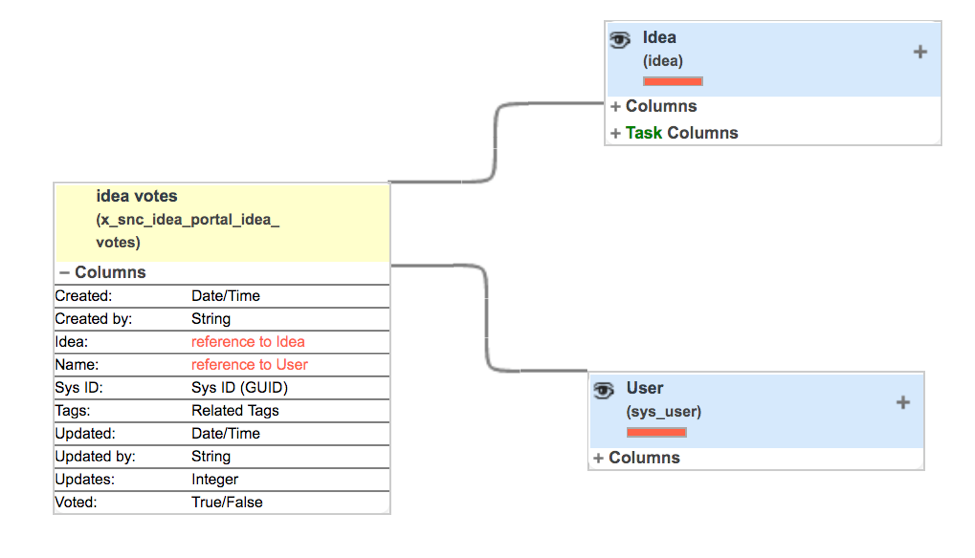 Idea
(idea)
+ Columns
+ Task Columns
idea votes
(x_snc_idea_portal_idea_
votes)
– Columns
Created: Date/Time
Created by: String
Idea: reference to Idea
Name: reference to User
Sys ID: Sys ID (GUID)
Tags: Related Tags
Updated: Date/Time
Updated by: String
Updates: Integer
Voted: True/False
User
(sys_user)
+ Columns